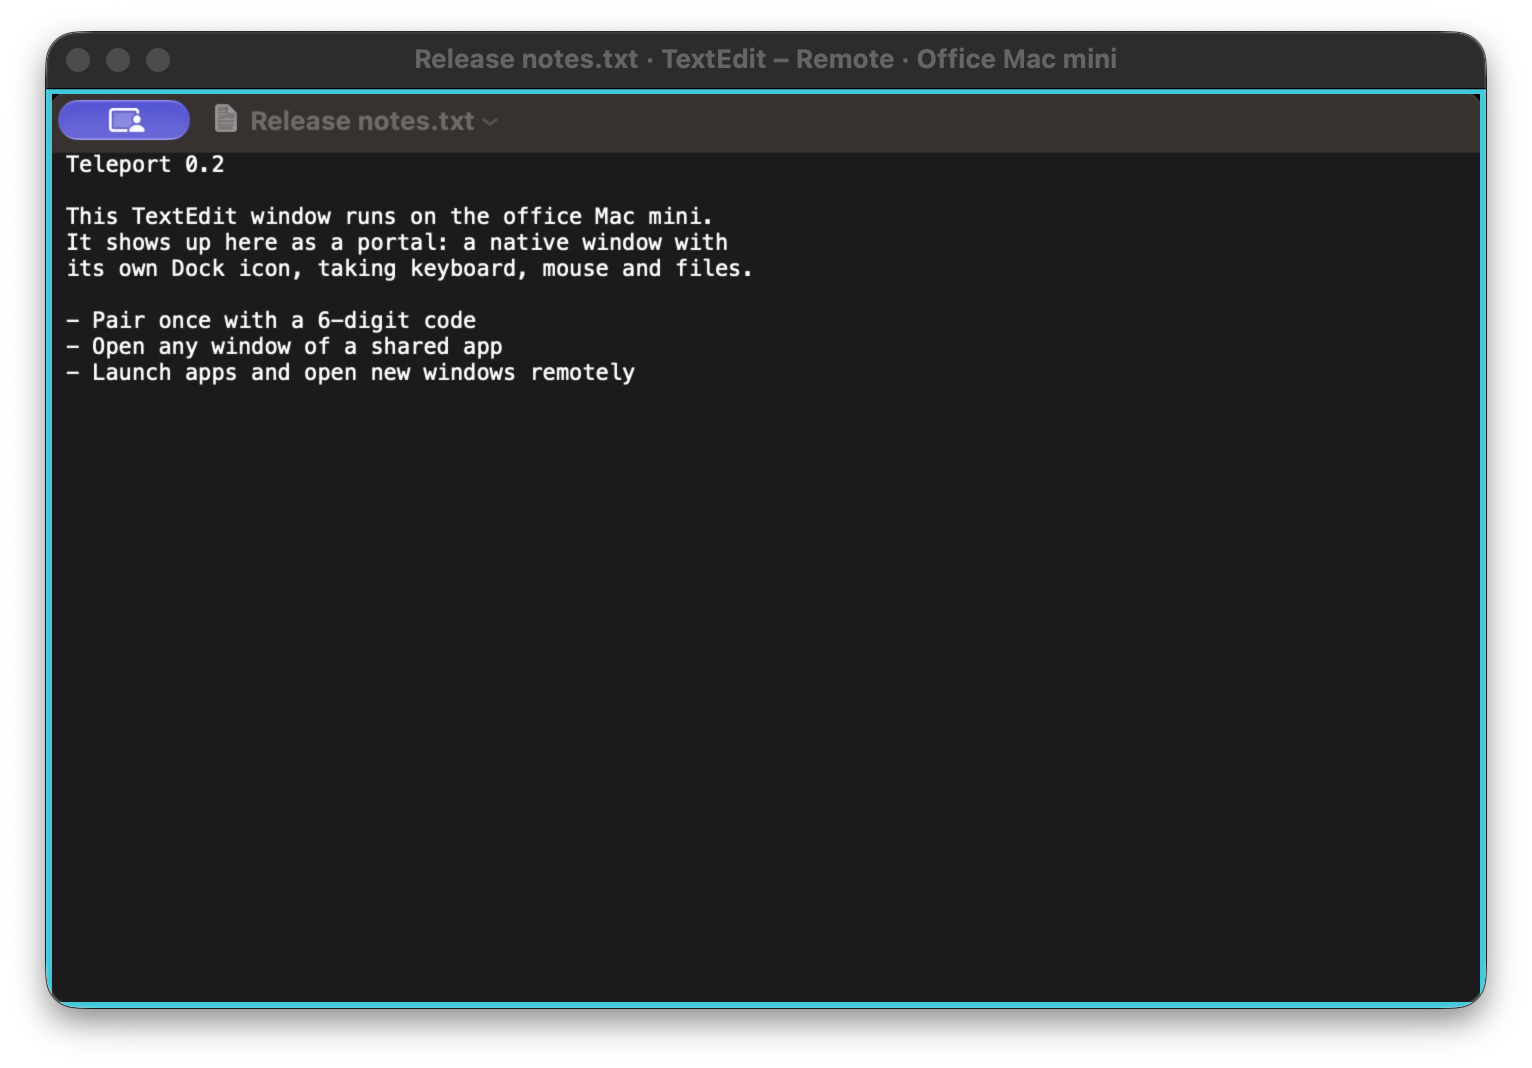 Release notes.txt · TextEdit – Remote · Office Mac mini
Release notes.txt
Teleport 0.2
This TextEdit window runs on the office Mac mini.
It shows up here as a portal: a native window with
its own Dock icon, taking keyboard, mouse and files.
- Pair once with a 6-digit code
- Open any window of a shared app
- Launch apps and open new windows remotely